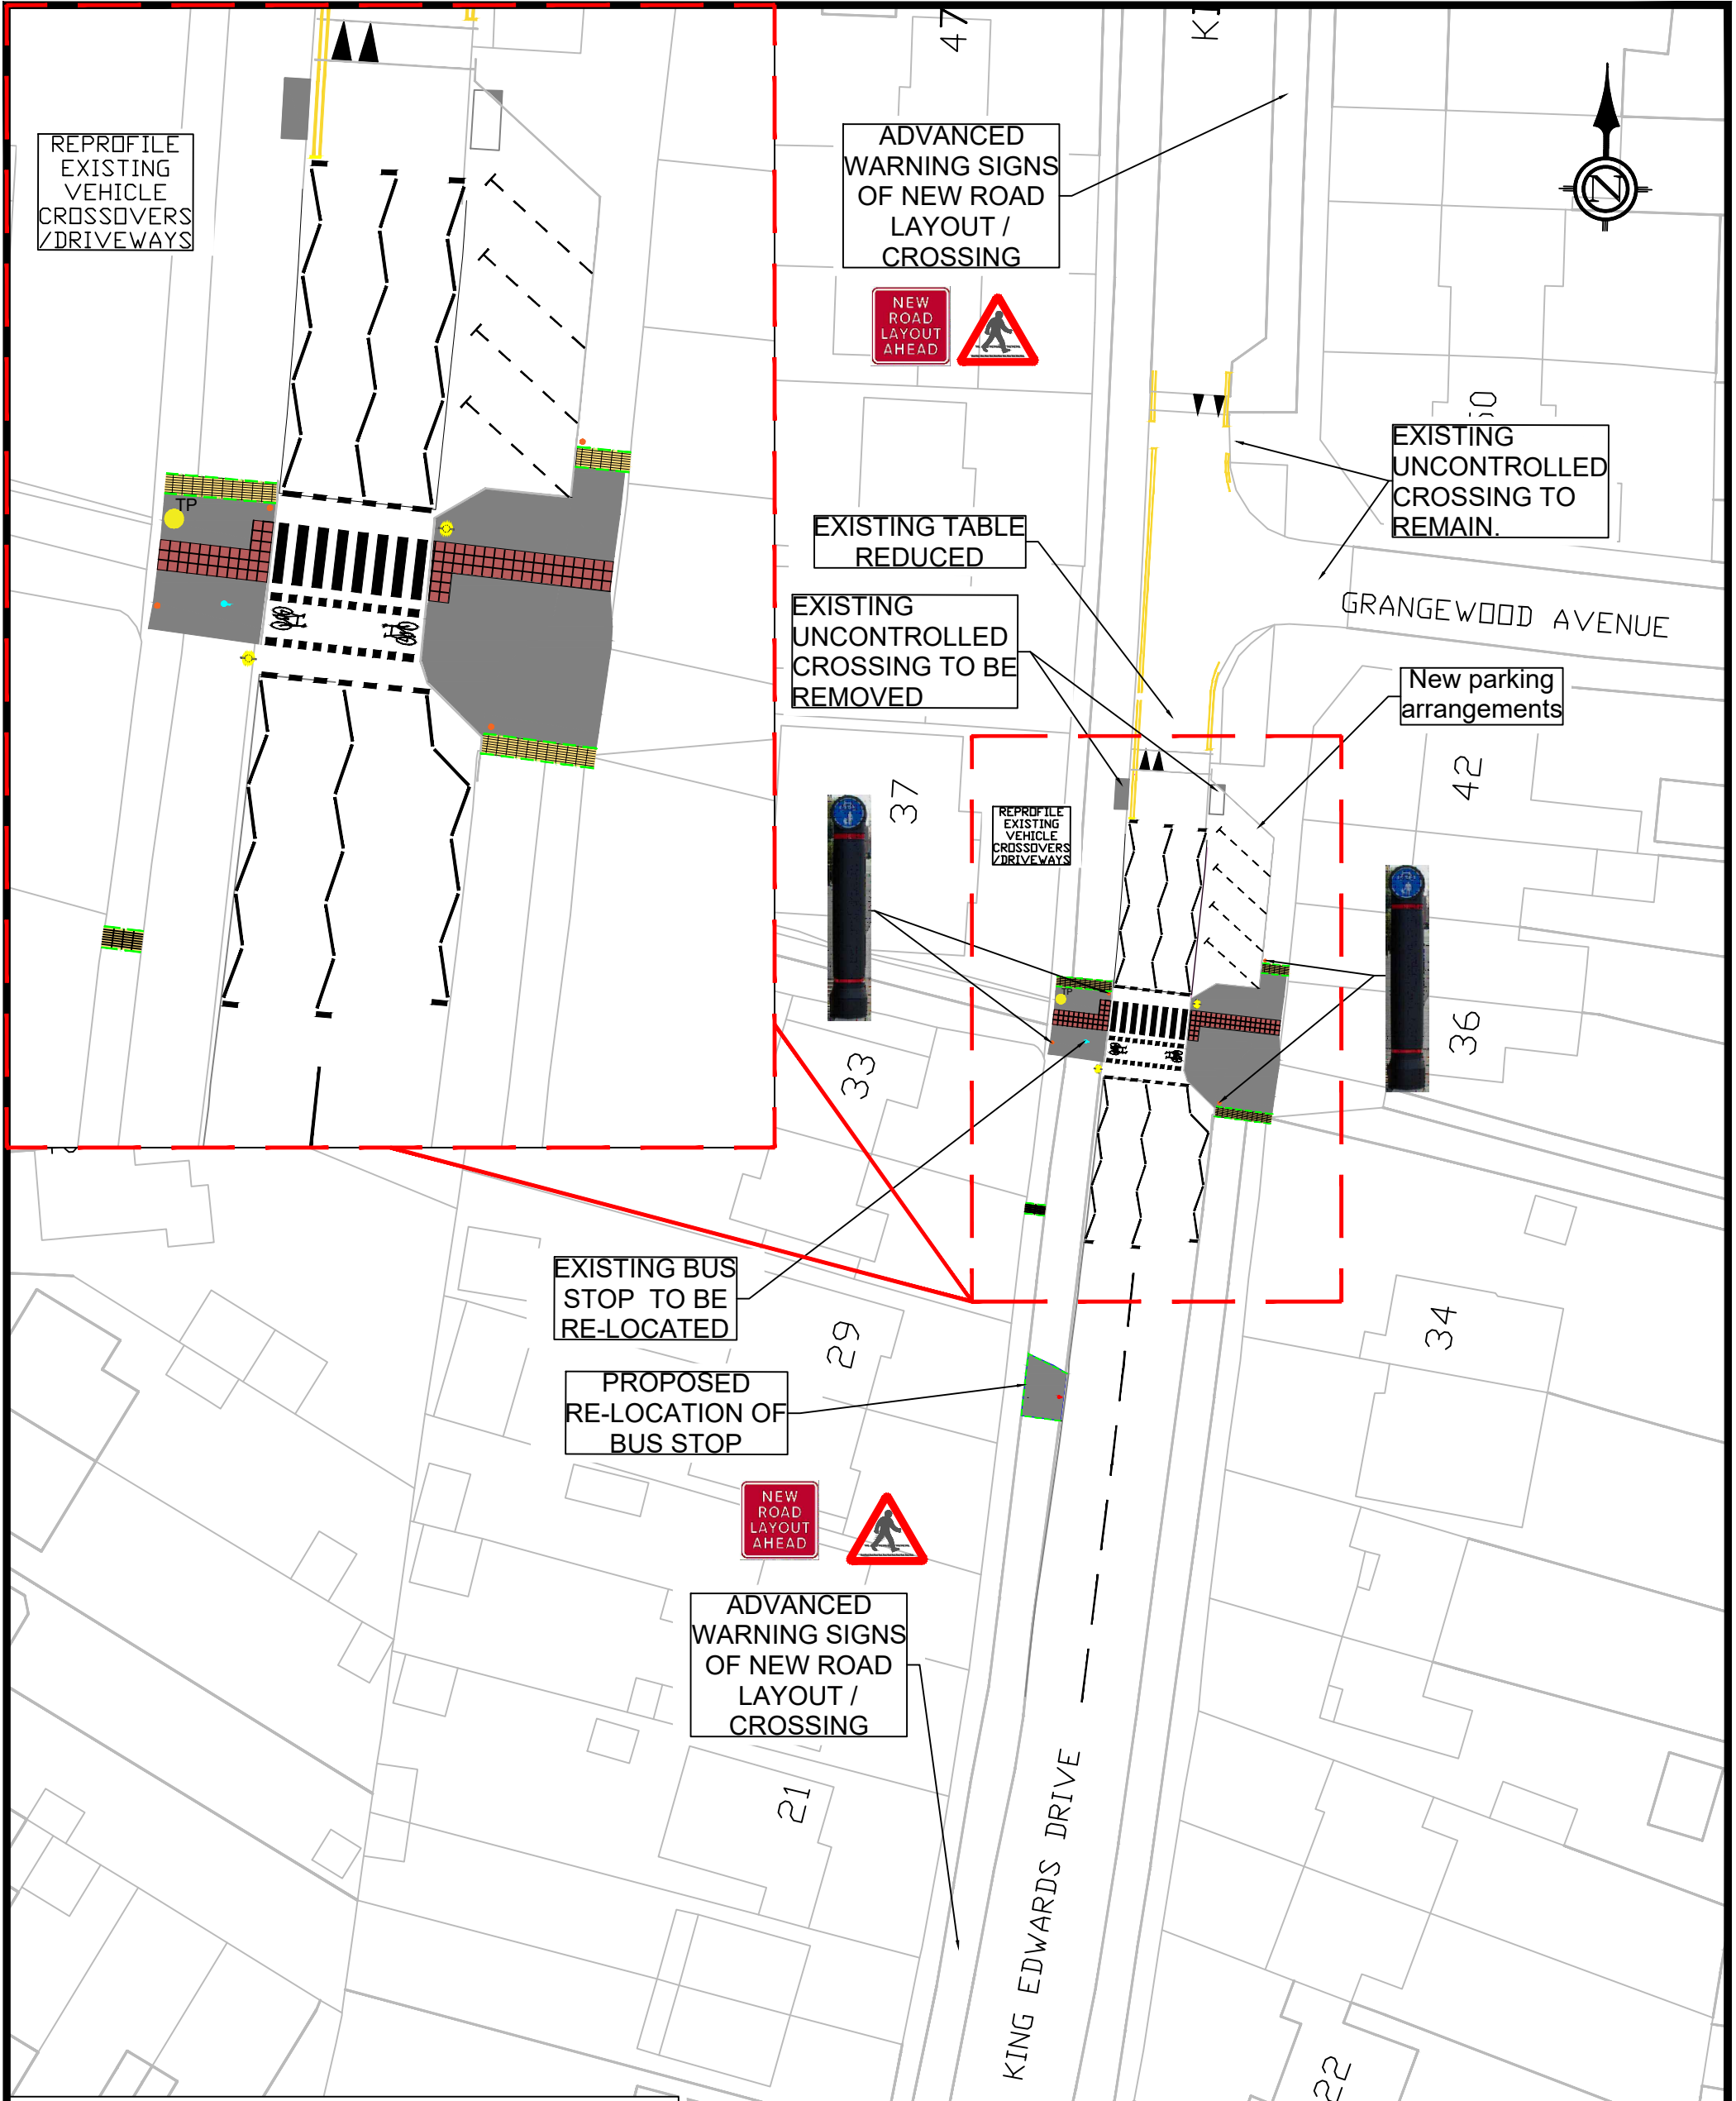 REPROFILE
EXISTING
VEHICLE
CROSSOVERS
/DRIVEWAYS
TP
47
ADVANCED
WARNING SIGNS
OF NEW ROAD
LAYOUT /
CROSSING
NEW
ROAD
LAYOUT
AHEAD
N
EXISTING
UNCONTROLLED
CROSSING TO
REMAIN.
EXISTING TABLE
REDUCED
EXISTING
UNCONTROLLED
CROSSING TO BE
REMOVED
GRANGEWOOD AVENUE
New parking
arrangements
42
37
REPROFILE
EXISTING
VEHICLE
CROSSOVERS
/DRIVEWAYS
TP
36
33
EXISTING BUS
STOP TO BE
RE-LOCATED
29
34
PROPOSED
RE-LOCATION OF
BUS STOP
NEW
ROAD
LAYOUT
AHEAD
ADVANCED
WARNING SIGNS
OF NEW ROAD
LAYOUT /
CROSSING
21
KING EDWARDS DRIVE
22